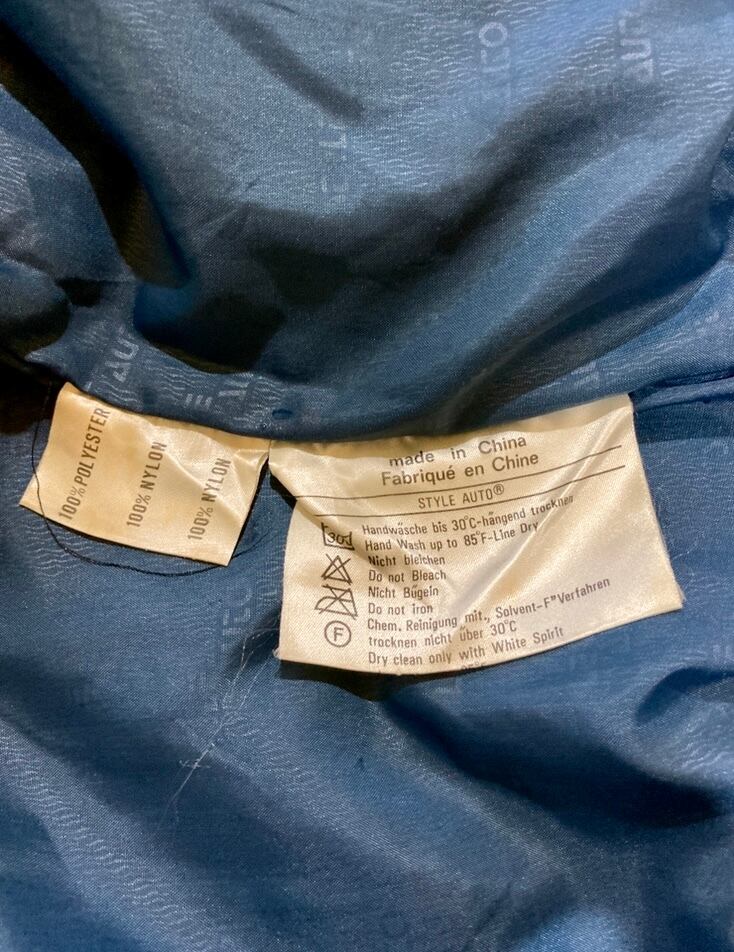 100% POLYESTER
100% NYLON
100% NYLON
made in China
Fabriqué en Chine
STYLE AUTO®
30
Handwäsche bis 30°C-hängend trocknen
Hand Wash up to 85°F-Line Dry
Nicht bleichen
Do not Bleach
Nicht Bügeln
Do not iron
F
Chem. Reinigung mit„ Solvent-F"Verfahren
trocknen nicht über 30°C
Dry clean only with White Spirit
AUTO